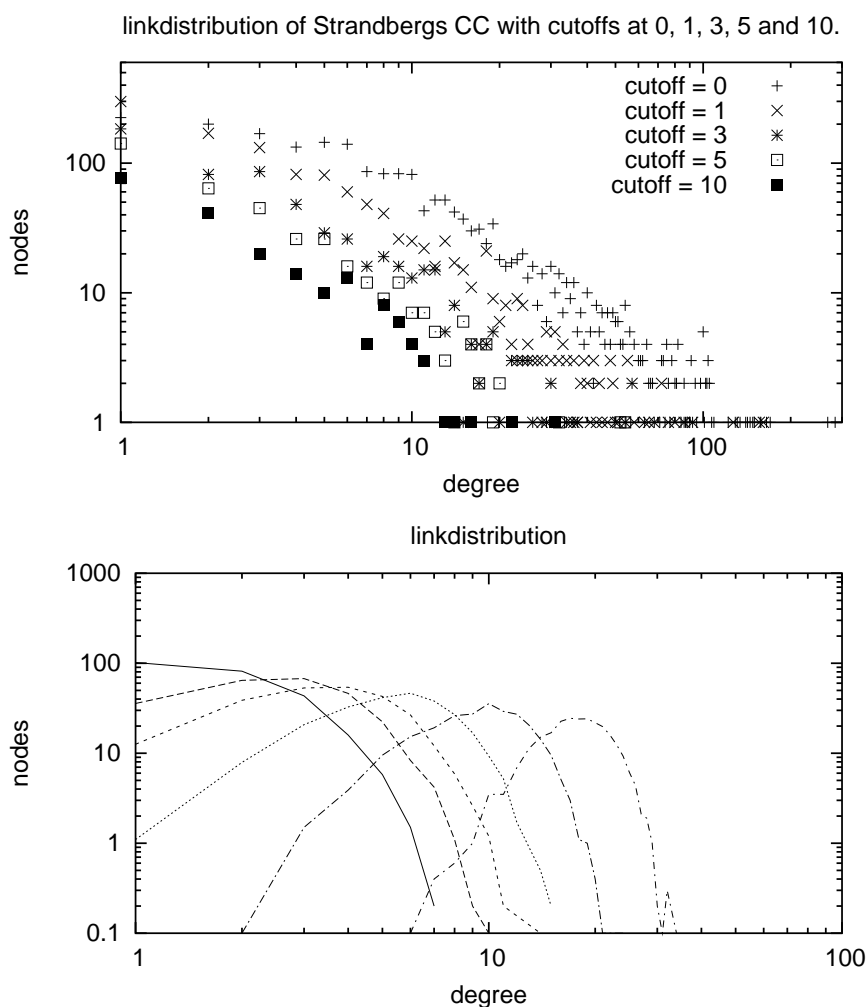 linkdistribution of Strandbergs CC with cutoffs at 0, 1, 3, 5 and 10.
cutoff = 0
cutoff = 1
cutoff = 3
cutoff = 5
cutoff = 10
100
10
1
nodes
1 10 100
degree
linkdistribution
1000
100
10
1
0.1
nodes
1 10 100
degree